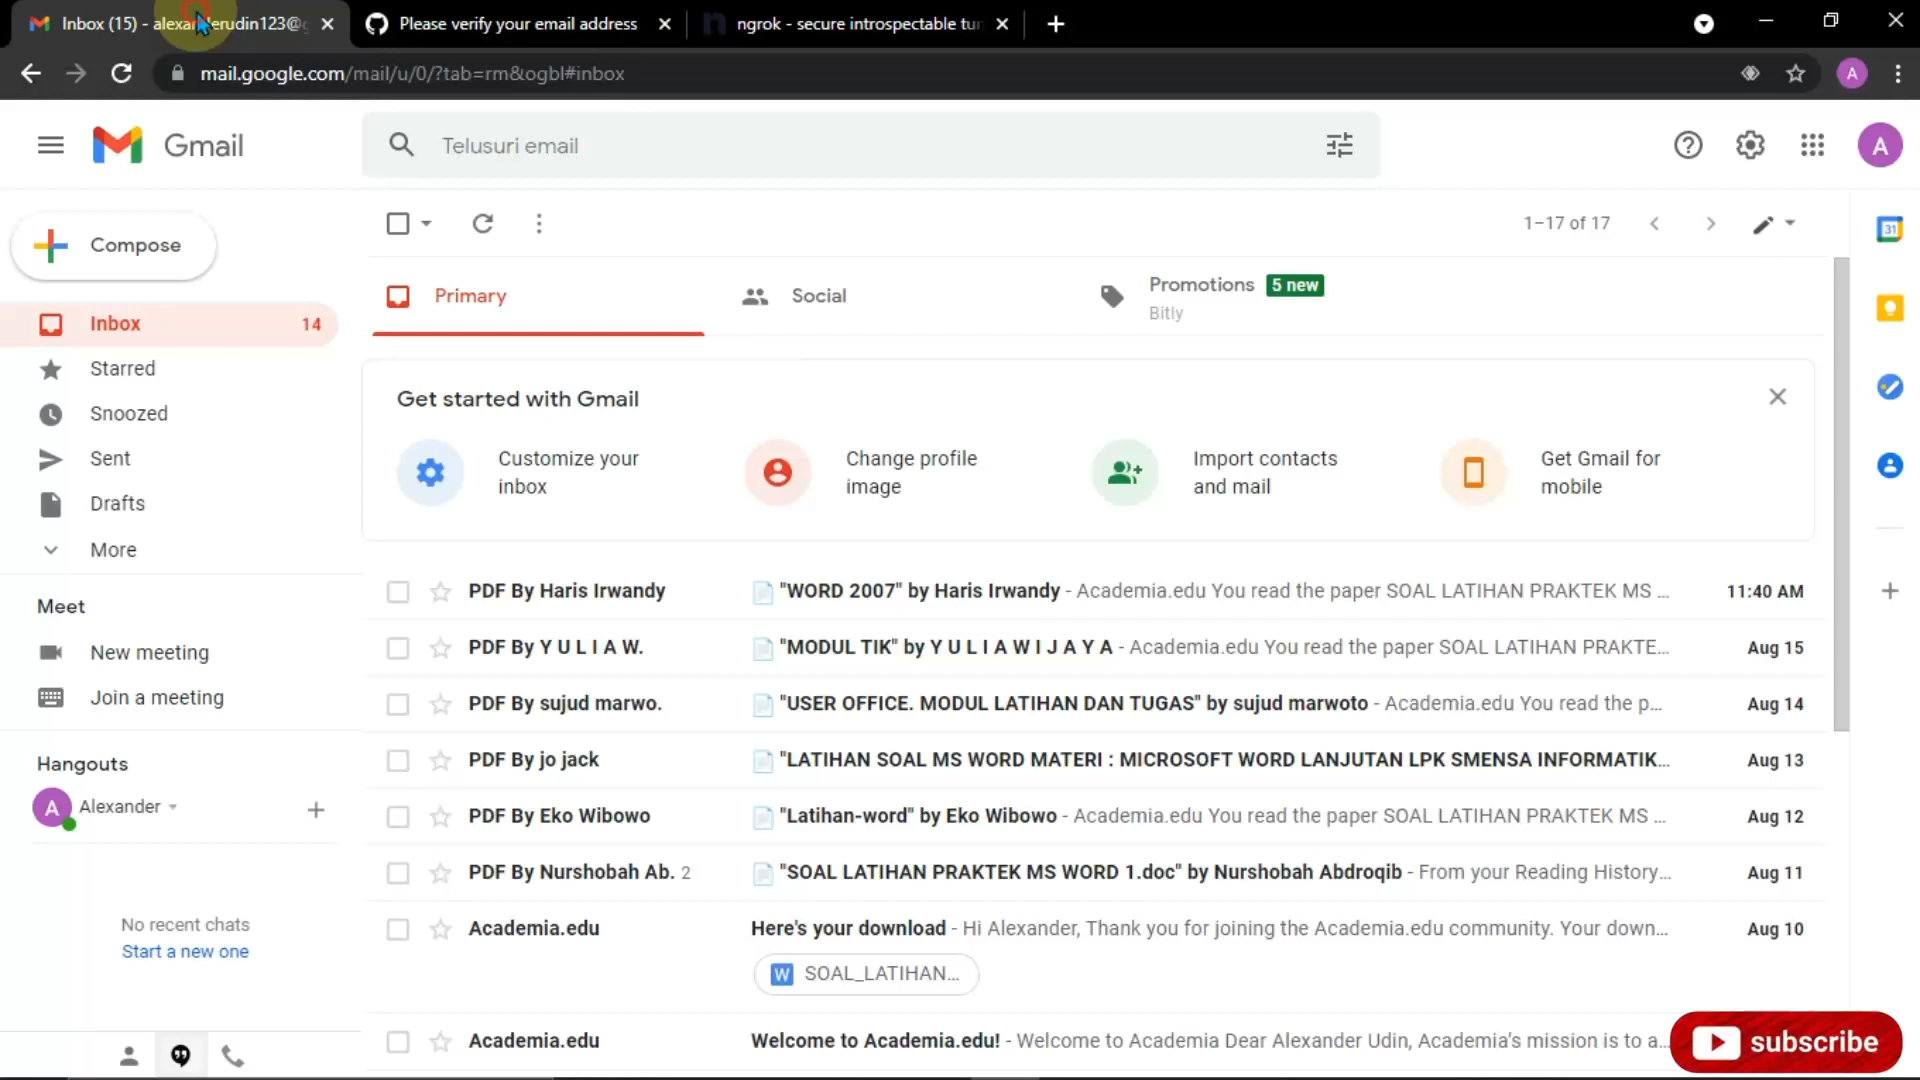 Inbox (15) - alexanderudin123@g
Please verify your email address
ngrok - secure introspectable tun
mail.google.com/mail/u/0/?tab=rm&ogbl#inbox
A
Gmail
Telusuri email
A
Compose
1–17 of 17
31
Primary
Social
Promotions 5 new
Bitly
Inbox 14
Starred
Snoozed
Sent
Drafts
More
Get started with Gmail
Customize your inbox
Change profile image
Import contacts and mail
Get Gmail for mobile
PDF By Haris Irwandy "WORD 2007" by Haris Irwandy - Academia.edu You read the paper SOAL LATIHAN PRAKTEK MS ... 11:40 AM
PDF By Y U L I A W. "MODUL TIK" by Y U L I A W I J A Y A - Academia.edu You read the paper SOAL LATIHAN PRAKTE... Aug 15
PDF By sujud marwo. "USER OFFICE. MODUL LATIHAN DAN TUGAS" by sujud marwoto - Academia.edu You read the p... Aug 14
PDF By jo jack "LATIHAN SOAL MS WORD MATERI : MICROSOFT WORD LANJUTAN LPK SMENSA INFORMATIK... Aug 13
PDF By Eko Wibowo "Latihan-word" by Eko Wibowo - Academia.edu You read the paper SOAL LATIHAN PRAKTEK MS ... Aug 12
PDF By Nurshobah Ab. 2 "SOAL LATIHAN PRAKTEK MS WORD 1.doc" by Nurshobah Abdroqib - From your Reading History... Aug 11
Academia.edu Here's your download - Hi Alexander, Thank you for joining the Academia.edu community. Your down... Aug 10
W SOAL_LATIHAN...
Academia.edu Welcome to Academia.edu! - Welcome to Academia Dear Alexander Udin, Academia's mission is to a...
Meet
New meeting
Join a meeting
Hangouts
A Alexander
No recent chats
Start a new one
subscribe